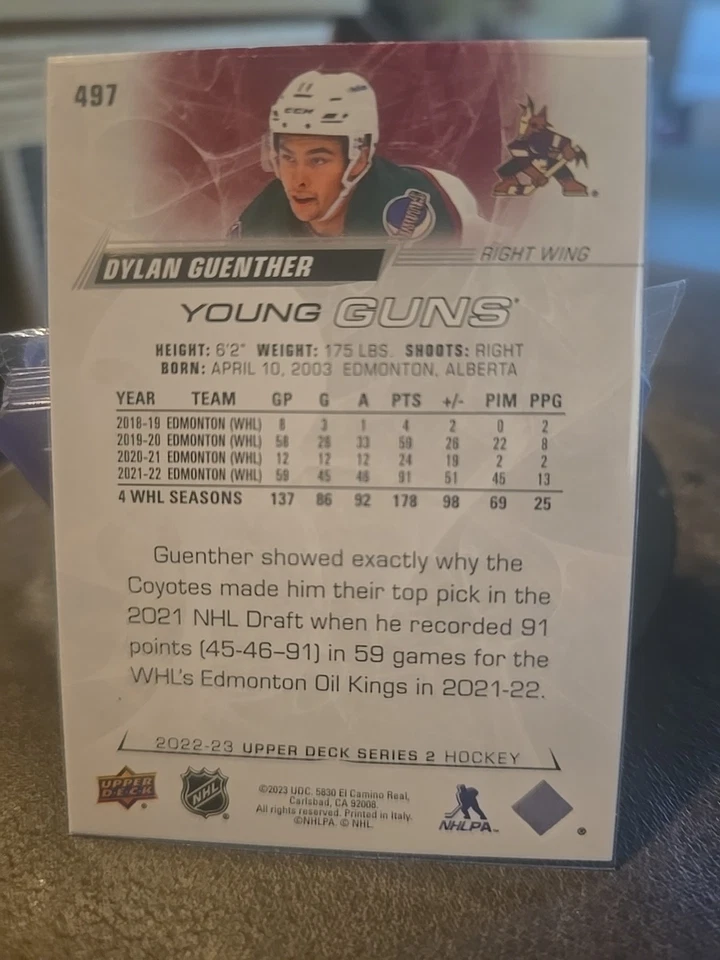 497
CCM
DYLAN GUENTHER
RIGHT WING
YOUNG GUNS®
HEIGHT: 6'2" WEIGHT: 175 LBS. SHOOTS: RIGHT
BORN: APRIL 10, 2003 EDMONTON, ALBERTA
YEAR TEAM GP G A PTS +/- PIM PPG
2018-19 EDMONTON (WHL) 8 3 1 4 2 0 2
2019-20 EDMONTON (WHL) 58 26 33 59 26 22 8
2020-21 EDMONTON (WHL) 12 12 12 24 19 2 2
2021-22 EDMONTON (WHL) 59 45 46 91 51 45 13
4 WHL SEASONS 137 86 92 178 98 69 25
Guenther showed exactly why the
Coyotes made him their top pick in the
2021 NHL Draft when he recorded 91
points (45-46–91) in 59 games for the
WHL's Edmonton Oil Kings in 2021-22.
2022-23 UPPER DECK SERIES 2 HOCKEY
UPPER
D·E·C·K ®
NHL ®
©2023 UDC. 5830 El Camino Real,
Carlsbad, CA 92008.
All rights reserved. Printed in Italy.
©NHLPA. © NHL.
NHLPA™
®